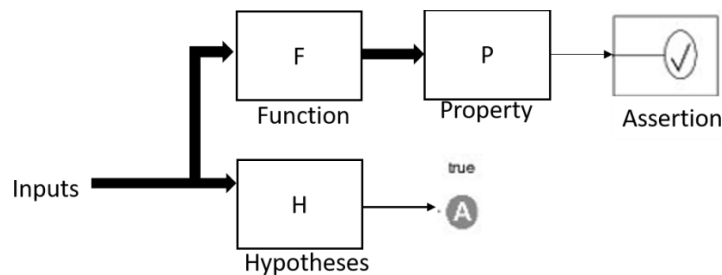 F
P
Function
Property
Assertion
Inputs
true
H
A
Hypotheses